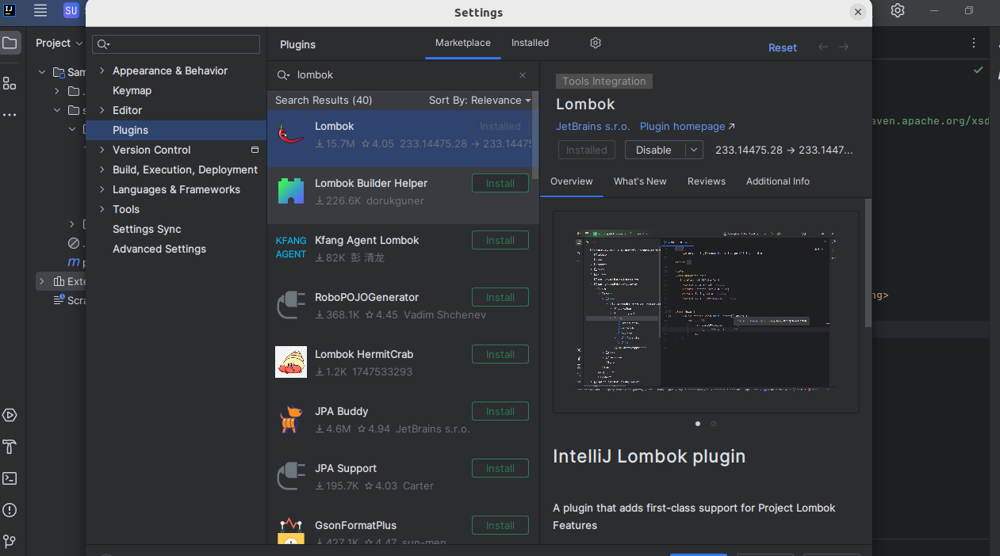 IJ
SU
Settings
Project
Sam
s
m
Exte
Scra
Appearance & Behavior
Keymap
Editor
Plugins
Version Control
Build, Execution, Deployment
Languages & Frameworks
Tools
Settings Sync
Advanced Settings
Plugins
Marketplace
Installed
Reset
lombok
Search Results (40)
Sort By: Relevance
Lombok
Installed
15.7M 4.05 233.14475.28 → 233.14475
Lombok Builder Helper
Install
226.6K dorukguner
KFANG
AGENT
Kfang Agent Lombok
Install
82K 彭 清龙
RoboPOJOGenerator
Install
368.1K 4.45 Vadim Shchenev
Lombok HermitCrab
Install
1.2K 1747533293
JPA Buddy
Install
4.6M 4.94 JetBrains s.r.o.
JPA Support
Install
195.7K 4.03 Carter
GsonFormatPlus
Install
427.1K 4.47 sun-men
Tools Integration
Lombok
JetBrains s.r.o. Plugin homepage
Installed
Disable
233.14475.28 → 233.1447...
Overview
What's New
Reviews
Additional Info
IntelliJ Lombok plugin
A plugin that adds first-class support for Project Lombok
Features
aven.apache.org/xsd
ng>